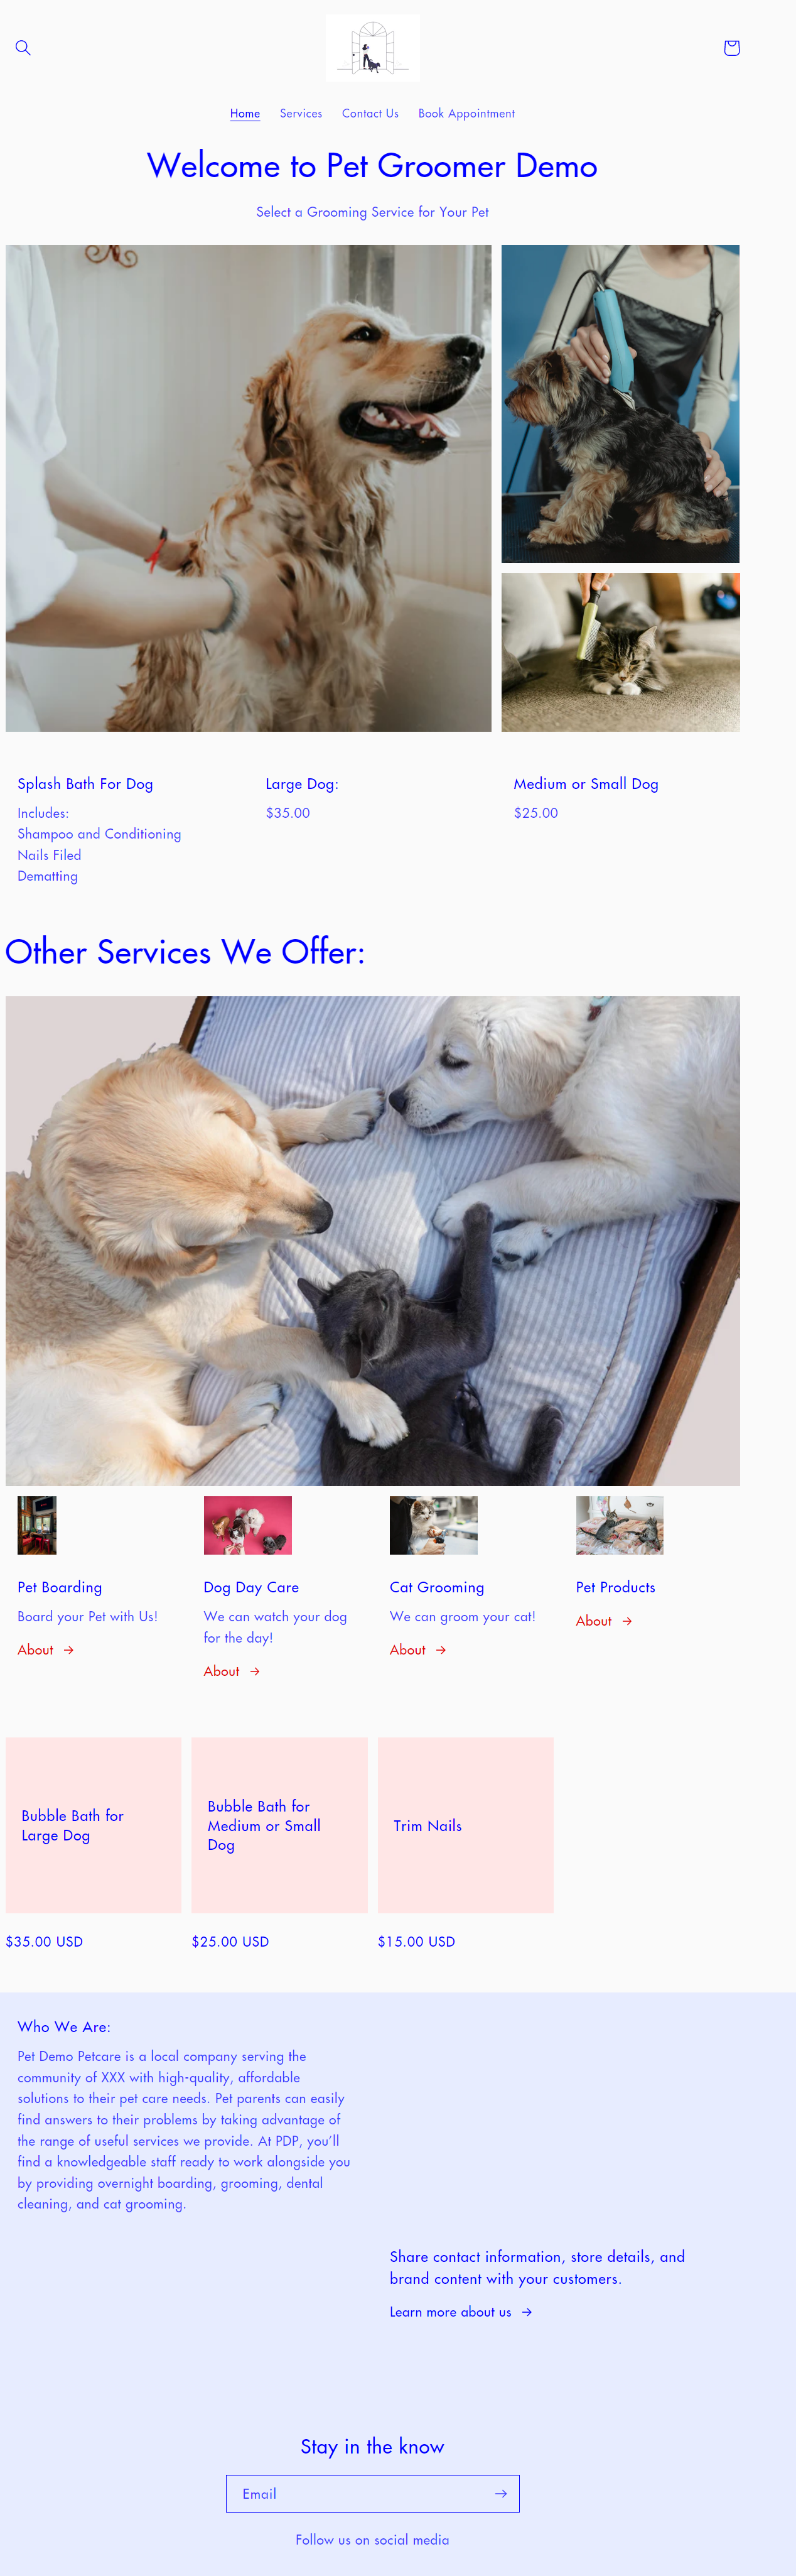 Home Services Contact Us Book Appointment
Welcome to Pet Groomer Demo
Select a Grooming Service for Your Pet
Splash Bath For Dog
Includes:
Shampoo and Conditioning
Nails Filed
Dematting
Large Dog:
$35.00
Medium or Small Dog
$25.00
Other Services We Offer:
Pet Boarding
Board your Pet with Us!
About →
Dog Day Care
We can watch your dog
for the day!
About →
Cat Grooming
We can groom your cat!
About →
Pet Products
About →
Bubble Bath for
Large Dog
$35.00 USD
Bubble Bath for
Medium or Small
Dog
$25.00 USD
Trim Nails
$15.00 USD
Who We Are:
Pet Demo Petcare is a local company serving the
community of XXX with high-quality, affordable
solutions to their pet care needs. Pet parents can easily
find answers to their problems by taking advantage of
the range of useful services we provide. At PDP, you’ll
find a knowledgeable staff ready to work alongside you
by providing overnight boarding, grooming, dental
cleaning, and cat grooming.
Share contact information, store details, and
brand content with your customers.
Learn more about us →
Stay in the know
Email →
Follow us on social media